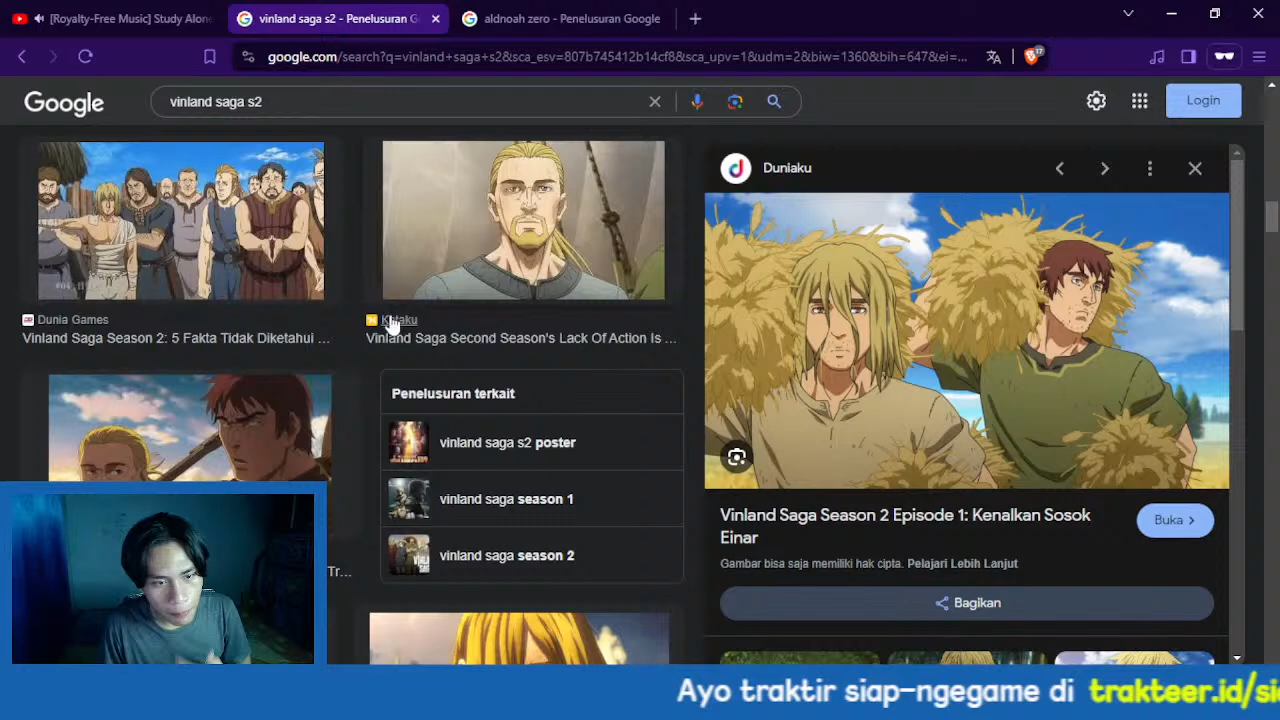 [Royalty-Free Music] Study Alon
vinland saga s2 - Penelusuran G
aldnoah zero - Penelusuran Google
google.com/search?q=vinland+saga+s2&sca_esv=807b745412b14cf8&sca_upv=1&udm=2&biw=1360&bih=647&ei=...
17
Google
vinland saga s2
Login
Dunia Games
Vinland Saga Season 2: 5 Fakta Tidak Diketahui ...
Kotaku
Vinland Saga Second Season's Lack Of Action Is ...
Penelusuran terkait
vinland saga s2 poster
vinland saga season 1
vinland saga season 2
Tr...
Duniaku
Vinland Saga Season 2 Episode 1: Kenalkan Sosok
Einar
Buka
Gambar bisa saja memiliki hak cipta. Pelajari Lebih Lanjut
Bagikan
Ayo traktir siap-ngegame di trakteer.id/si